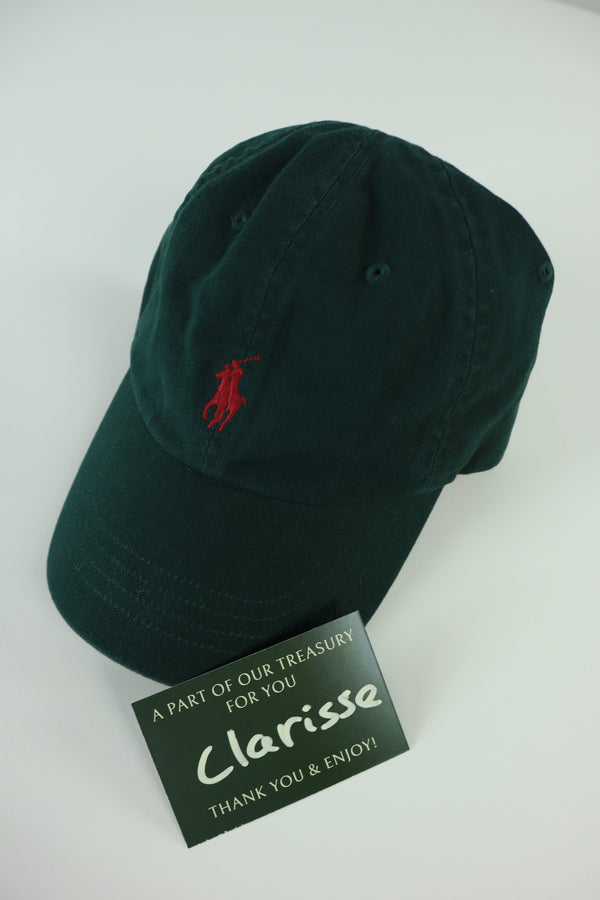 A PART OF OUR TREASURY
FOR YOU
Clarisse
THANK YOU & ENJOY!